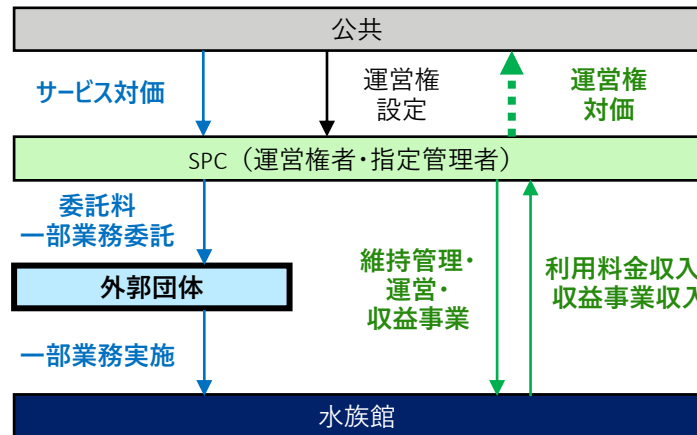 公共
サービス対価
運営権
設定
運営権
対価
SPC（運営権者・指定管理者）
委託料
一部業務委託
外郭団体
維持管理・
運営・
収益事業
利用料金収入
収益事業収入
一部業務実施
水族館